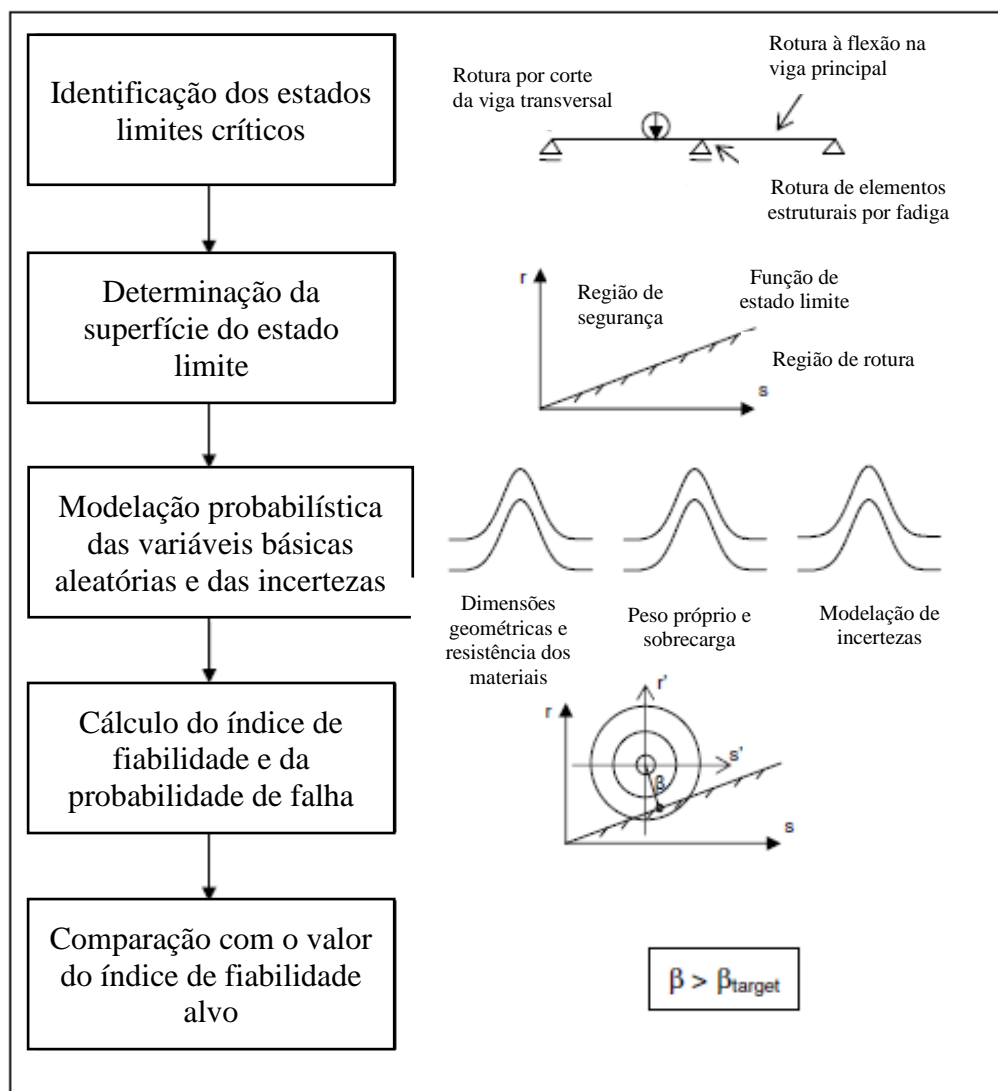 Identificação dos estados
limites críticos
Rotura por corte
da viga transversal
Rotura à flexão na
viga principal
Rotura de elementos
estruturais por fadiga
Determinação da
superfície do estado
limite
r
Região de
segurança
Função de
estado limite
Região de rotura
s
Modelação probabilística
das variáveis básicas
aleatórias e das incertezas
Dimensões
geométricas e
resistência dos
materiais
Peso próprio e
sobrecarga
Modelação de
incertezas
Cálculo do índice de
fiabilidade e da
probabilidade de falha
r
r'
s'
β
s
Comparação com o valor
do índice de fiabilidade
alvo
β > βtarget